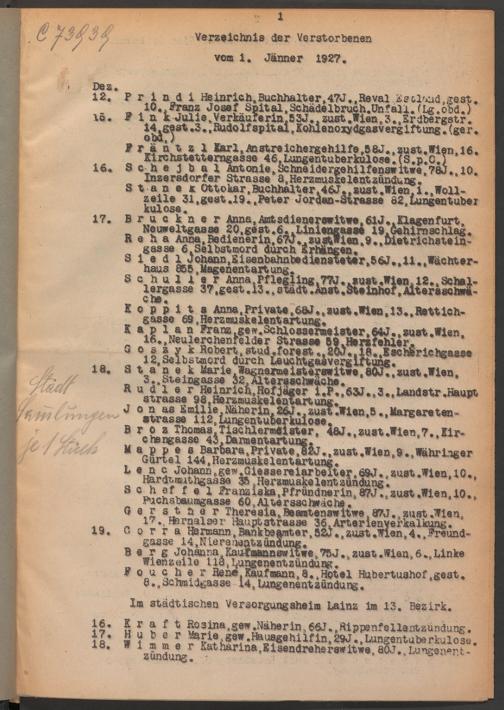 C 73939
1
Verzeichnis der Verstorbenen
vom 1. Jänner 1927.
Dez.
12. P r i n d i Heinrich,Buchhalter,47J.,Reval Estland,gest.
10., Franz Josef Spital,Schädelbruch,Unfall.(Lg.obd.)
15. F i n k Julie,Verkäuferin,53J.,zust.Wien,3.,Erdbergstr.
14,gest.3.,Rudolfspital,Kohlenoxydgasvergiftung.(ger.
obd.)
F r ä n t z l Karl,Anstreichergehilfe,58J.,zust.Wien,16.,
Kirchstetterngasse 46,Lungentuberkulose.(S.p.O.)
16. S c h e j b a l Antonie,Schneidergehilfenswitwe,78J.,10.,
Inzersdorfer Strasse 8,Herzmuskelentzündung.
S t a n e k Ottokar,Buchhalter,46J.,zust.Wien,1.,Woll-
zeile 31,gest.19.,Peter Jordan-Strasse 82,Lungentuber
kulose.
17. B r u c k n e r Anna,Amtsdienerswitwe,61J.,Klagenfurt,
Neuweltgasse 20,gest.6., Liniengasse 19,Gehirnschlag.
R e h a Anna,Bedienerin,67J.,zust.Wien,9.,Dietrichstein-
gasse 6,Selbstmord durch Erhängen.
S i e d l Johann,Eisenbahnbediensteter,56J.,11.,Wächter-
haus 855,Magenentartung.
S c h u l l e r Anna,Pflegling,77J.,zust.Wien,12.,Schal-
lergasse 37,gest.13.,städt.Anst.Steinhof,Altersschwä-
che.
K o p p i t s Anna,Private,68J.,zust.Wien,13.,Rettich-
gasse 69,Herzmuskelentartung.
K a p l a n Franz,gew.Schlossermeister,64J.,zust.Wien,
16.,Neulerchenfelder Strasse 59,Herzfehler.
G o s z y k Robert,stud.forest.,20J.,18.,Escherichgasse
12,Selbstmord durch Leuchtgasvergiftung.
18. S t a n e k Marie,Wagnermeisterswitwe,80J.,zust.Wien,
3.,Steingasse 32,Altersschwäche.
R u d l e r Heinrich,Hofjäger i.P.,63J.,3.,Landstr.Haupt
strasse 98,Herzmuskelentartung.
J o n a s Emilie,Näherin,26J.,zust.Wien,5.,Margareten-
strasse 112,Lungentuberkulose.
B r o z Thomas,Tischlermeister, 48J.,zust.Wien,7.,Kir-
chengasse 43,Darmentartung.
M a p p e s Barbara,Private,82J.,zust.Wien,9.,Währinger
Gürtel 144,Herzmuskelentartung.
L e n c Johann,gew.Giessereiarbeiter,69J.,zust.Wien,10.,
Hardtmuthgasse 35,Herzmuskelentzündung.
S c h e f f e l Franziska,Pfründnerin,87J.,zust.Wien,10.,
Puchsbaumgasse 60,Altersschwäche.
G e r s t n e r Theresia,Beamtenswitwe,87J.,zust.Wien,
17.,Hernalser Hauptstrasse 36,Arterienverkalkung.
Städt
Samlungen
je 1 Buch
19. C o r r a Hermann,Bankbeamter,52J.,zust.Wien,4.,Freund-
gasse 14,Nierenentzündung.
B e r g Johanna,Kaufmannswitwe,75J.,zust.Wien,6.,Linke
Wienzeile 118,Lungenentzündung.
F o u c h e r René,Kaufmann,8., Hotel Hubertushof,gest.
8.,Schmidgasse 14,Lungenentzündung.
Im städtischen Versorgungsheim Lainz im 13. Bezirk.
16. K r a f t Rosina,gew.Näherin,66J.,Rippenfellentzündung.
17. H u b e r Marie,gew.Hausgehilfin,29J.,Lungentuberkulose.
18. W i m m e r Katharina,Eisendreherswitwe,80J.,Lungenent-
zündung.